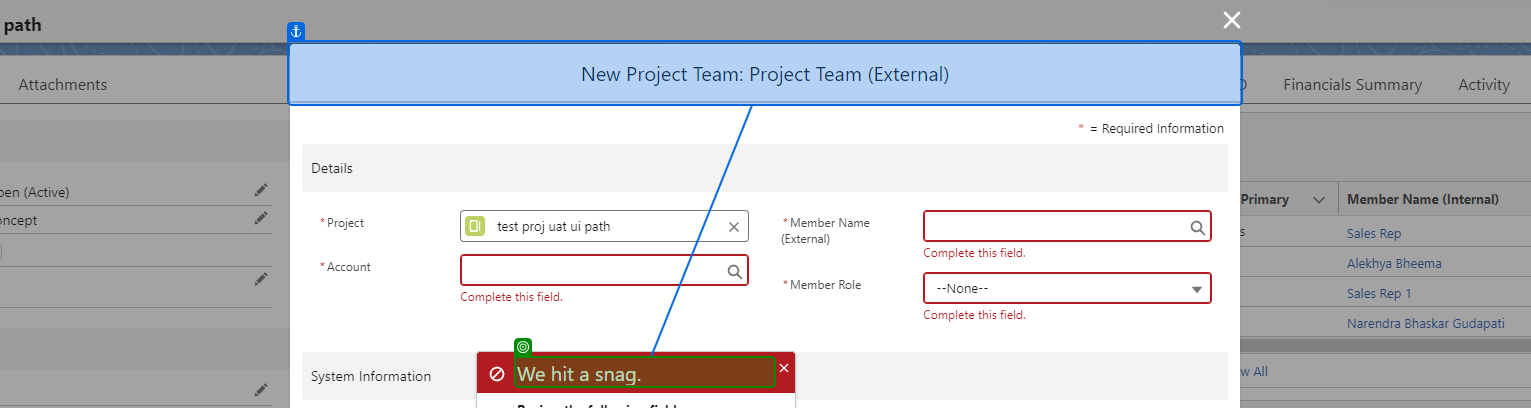 path
New Project Team: Project Team (External)
Attachments
Financials Summary
Activity
* = Required Information
Details
pen (Active)
oncept
*Project
test proj uat ui path
*Member Name
(External)
Complete this field.
*Account
Complete this field.
*Member Role
--None--
Complete this field.
Primary
Member Name (Internal)
s
Sales Rep
Alekhya Bheema
Sales Rep 1
Narendra Bhaskar Gudapati
w All
System Information
We hit a snag.